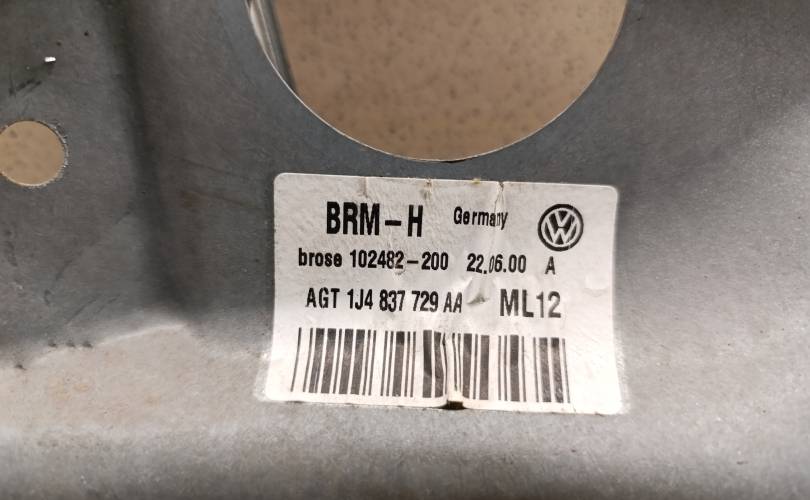 BRM-H Germany
brose 102482-200 22.06.00 A
AGT 1J4 837 729 AA ML12